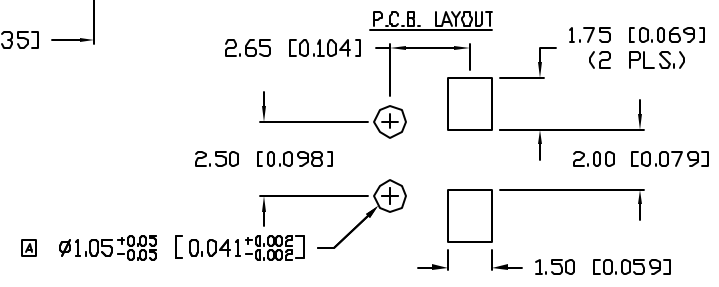 P.C.B. LAYOUT
35]
2.65 [0.104]
1.75 [0.069]
(2 PLS.)
2.50 [0.098]
2.00 [0.079]
A ø1.05+0.05 -0.05 [0.041+0.002 -0.002]
1.50 [0.059]